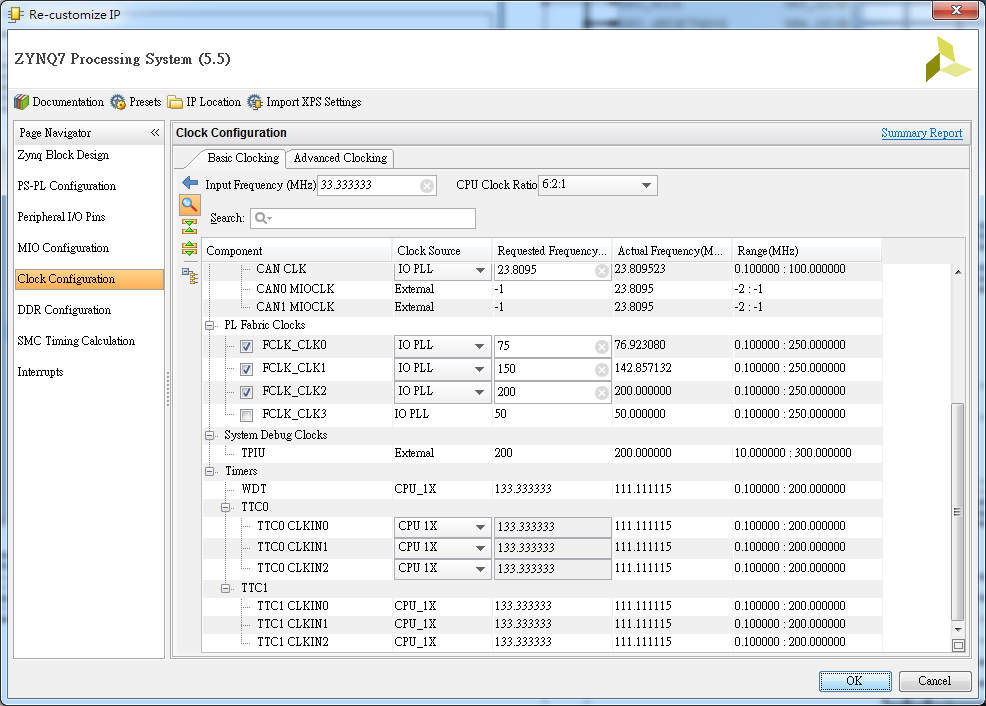 Re-customize IP
ZYNQ7 Processing System (5.5)
Documentation Presets IP Location Import XPS Settings
Page Navigator «
Zynq Block Design
PS-PL Configuration
Peripheral I/O Pins
MIO Configuration
Clock Configuration
DDR Configuration
SMC Timing Calculation
Interrupts
Clock Configuration Summary Report
Basic Clocking Advanced Clocking
Input Frequency (MHz) 33.333333 CPU Clock Ratio 6:2:1
Search:
Component Clock Source Requested Frequency... Actual Frequency(M... Range(MHz)
CAN CLK IO PLL 23.8095 23.809523 0.100000 : 100.000000
CAN0 MIOCLK External -1 23.8095 -2 : -1
CAN1 MIOCLK External -1 23.8095 -2 : -1
PL Fabric Clocks
FCLK_CLK0 IO PLL 75 76.923080 0.100000 : 250.000000
FCLK_CLK1 IO PLL 150 142.857132 0.100000 : 250.000000
FCLK_CLK2 IO PLL 200 200.000000 0.100000 : 250.000000
FCLK_CLK3 IO PLL 50 50.000000 0.100000 : 250.000000
System Debug Clocks
TPIU External 200 200.000000 10.000000 : 300.000000
Timers
WDT CPU_1X 133.333333 111.111115 0.100000 : 200.000000
TTC0
TTC0 CLKIN0 CPU 1X 133.333333 111.111115 0.100000 : 200.000000
TTC0 CLKIN1 CPU 1X 133.333333 111.111115 0.100000 : 200.000000
TTC0 CLKIN2 CPU 1X 133.333333 111.111115 0.100000 : 200.000000
TTC1
TTC1 CLKIN0 CPU_1X 133.333333 111.111115 0.100000 : 200.000000
TTC1 CLKIN1 CPU_1X 133.333333 111.111115 0.100000 : 200.000000
TTC1 CLKIN2 CPU_1X 133.333333 111.111115 0.100000 : 200.000000
OK Cancel